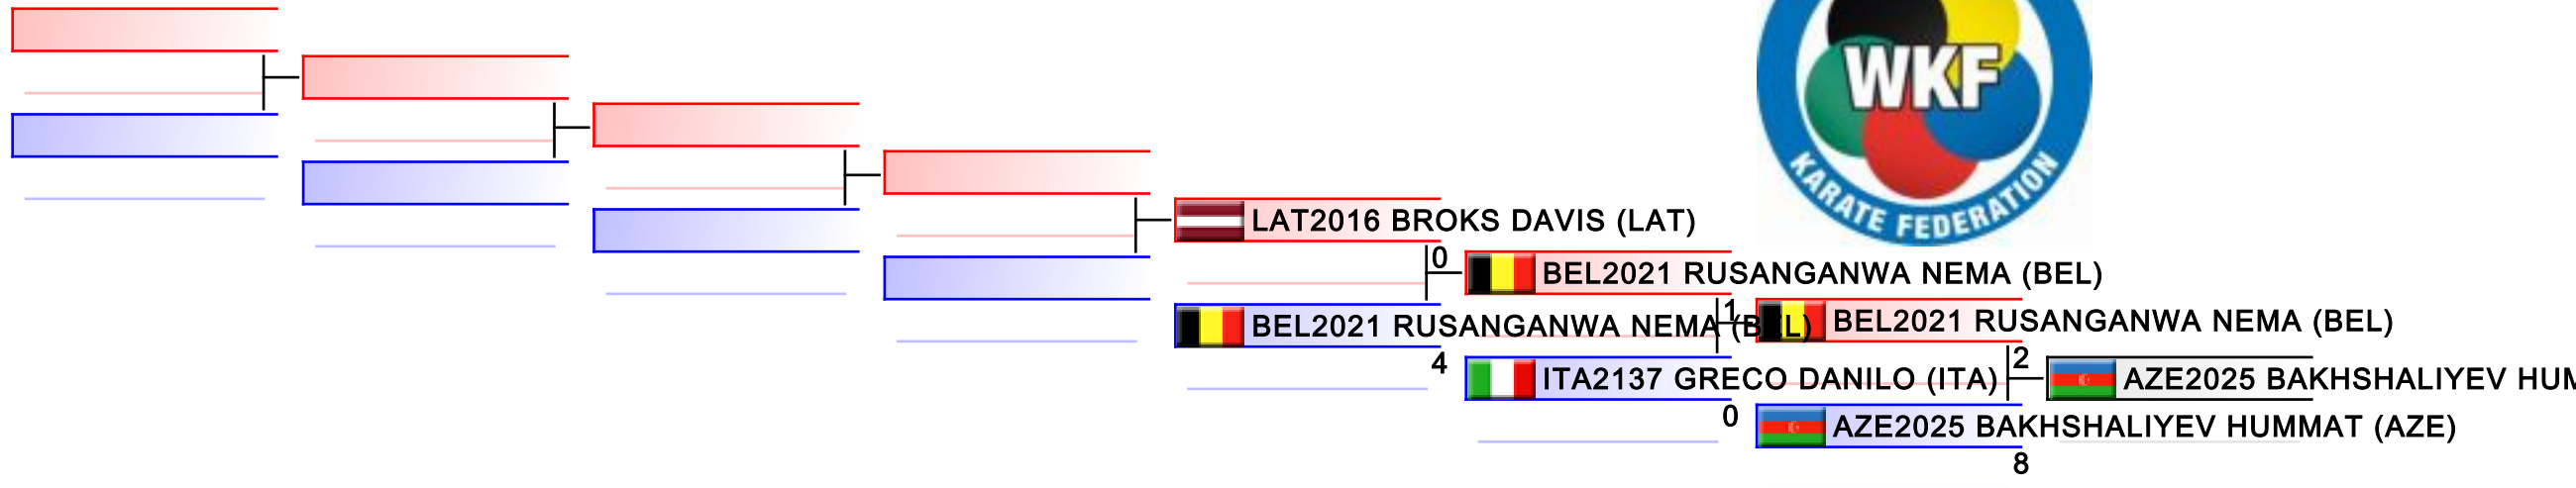 WKF
KARATE FEDERATION
LAT2016 BROKS DAVIS (LAT)
0
BEL2021 RUSANGANWA NEMA (BEL)
1
BEL2021 RUSANGANWA NEMA (BEL)
BEL2021 RUSANGANWA NEMA (BEL)
4
2
ITA2137 GRECO DANILO (ITA)
AZE2025 BAKHSHALIYEV HUM
0
AZE2025 BAKHSHALIYEV HUMMAT (AZE)
8